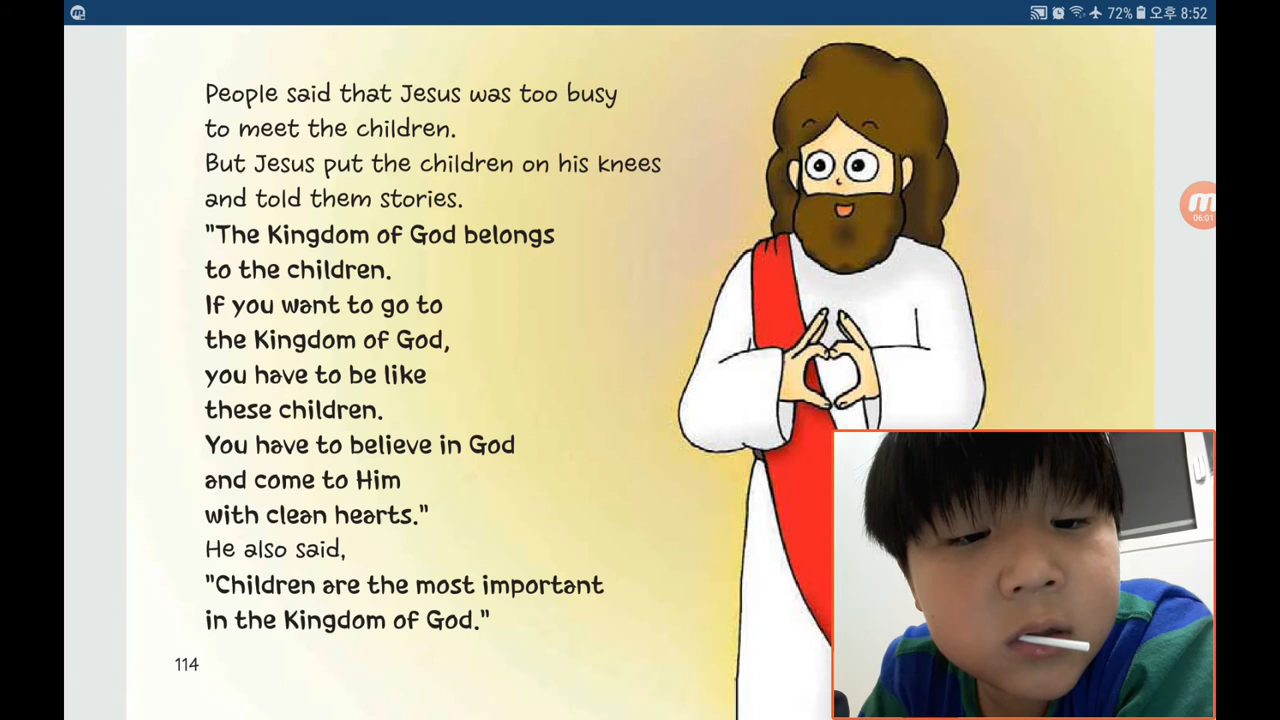 72% 오후 8:52
People said that Jesus was too busy
to meet the children.
But Jesus put the children on his knees
and told them stories.
"The Kingdom of God belongs
to the children.
If you want to go to
the Kingdom of God,
you have to be like
these children.
You have to believe in God
and come to Him
with clean hearts."
He also said,
"Children are the most important
in the Kingdom of God."
114
06:01